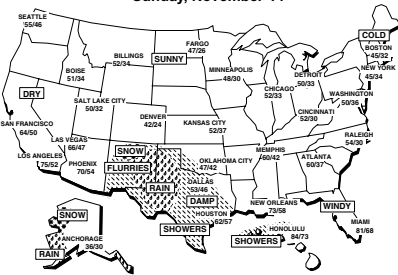 SEATTLE
55/46
FARGO
47/26
COLD
BILLINGS
52/34
SUNNY
BOSTON
45/32
MINNEAPOLIS
48/30
NEW YORK
45/34
BOISE
51/34
DETROIT
50/33
CHICAGO
52/33
DRY
WASHINGTON
50/36
SALT LAKE CITY
50/32
CINCINNATI
52/30
DENVER
42/24
KANSAS CITY
52/37
SAN FRANCISCO
64/50
RALEIGH
54/30
LAS VEGAS
66/47
SNOW
MEMPHIS
60/42
ATLANTA
60/37
LOS ANGELES
75/52
PHOENIX
70/54
FLURRIES
OKLAHOMA CITY
47/42
RAIN
DALLAS
53/46
DAMP
NEW ORLEANS
73/58
WINDY
SNOW
HOUSTON
62/57
MIAMI
81/68
SHOWERS
HONOLULU
84/73
SHOWERS
ANCHORAGE
36/30
RAIN